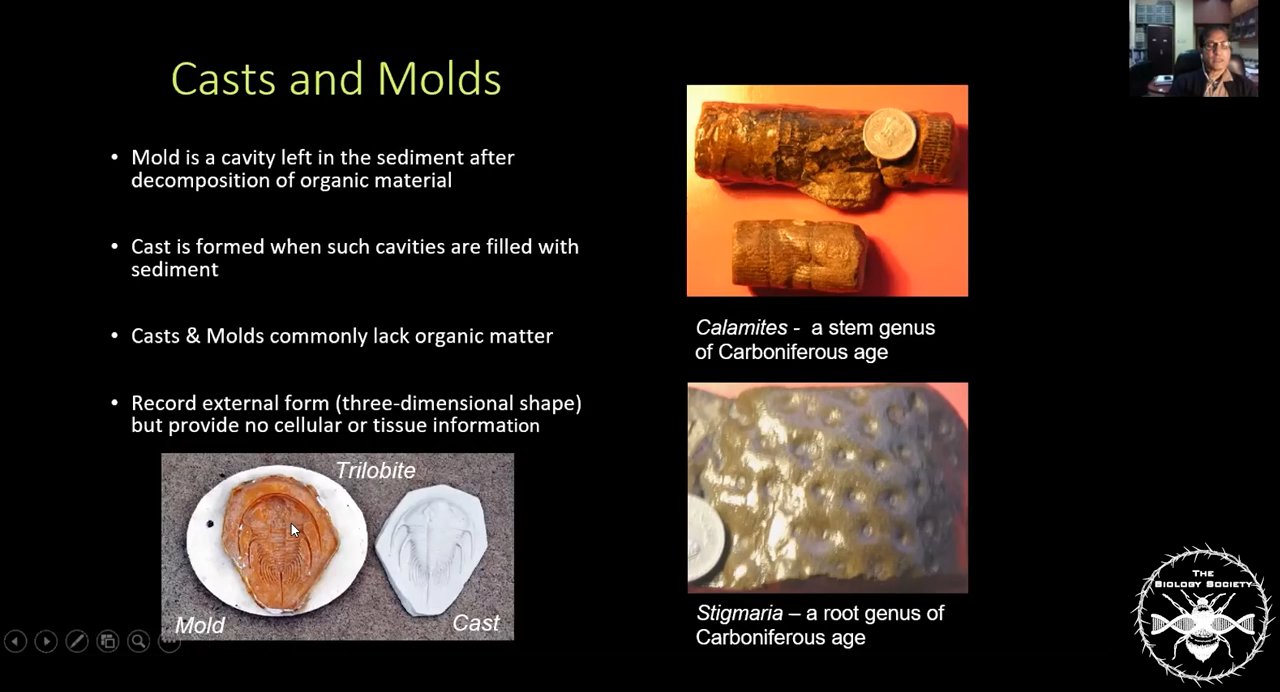 Casts and Molds
• Mold is a cavity left in the sediment after
decomposition of organic material
• Cast is formed when such cavities are filled with
sediment
• Casts & Molds commonly lack organic matter
• Record external form (three-dimensional shape)
but provide no cellular or tissue information
Trilobite
Mold
Cast
Calamites - a stem genus
of Carboniferous age
Stigmaria – a root genus of
Carboniferous age
THE
BIOLOGY SOCIETY